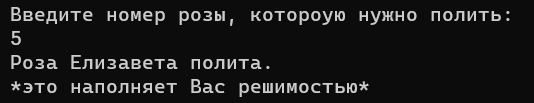 Введите номер розы, котороую нужно полить:
5
Роза Елизавета полита.
*это наполняет Вас решимостью*